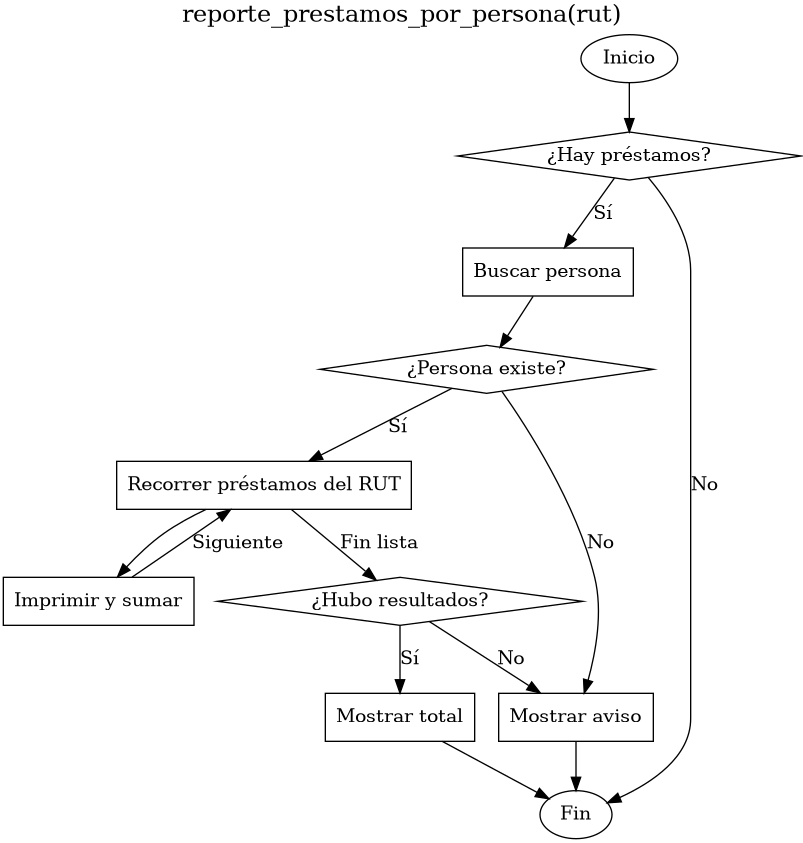 reporte_prestamos_por_persona(rut)
Inicio
¿Hay préstamos?
Sí
Buscar persona
¿Persona existe?
Sí
Recorrer préstamos del RUT
No
Siguiente
Fin lista
No
Imprimir y sumar
¿Hubo resultados?
Sí
No
Mostrar total
Mostrar aviso
Fin